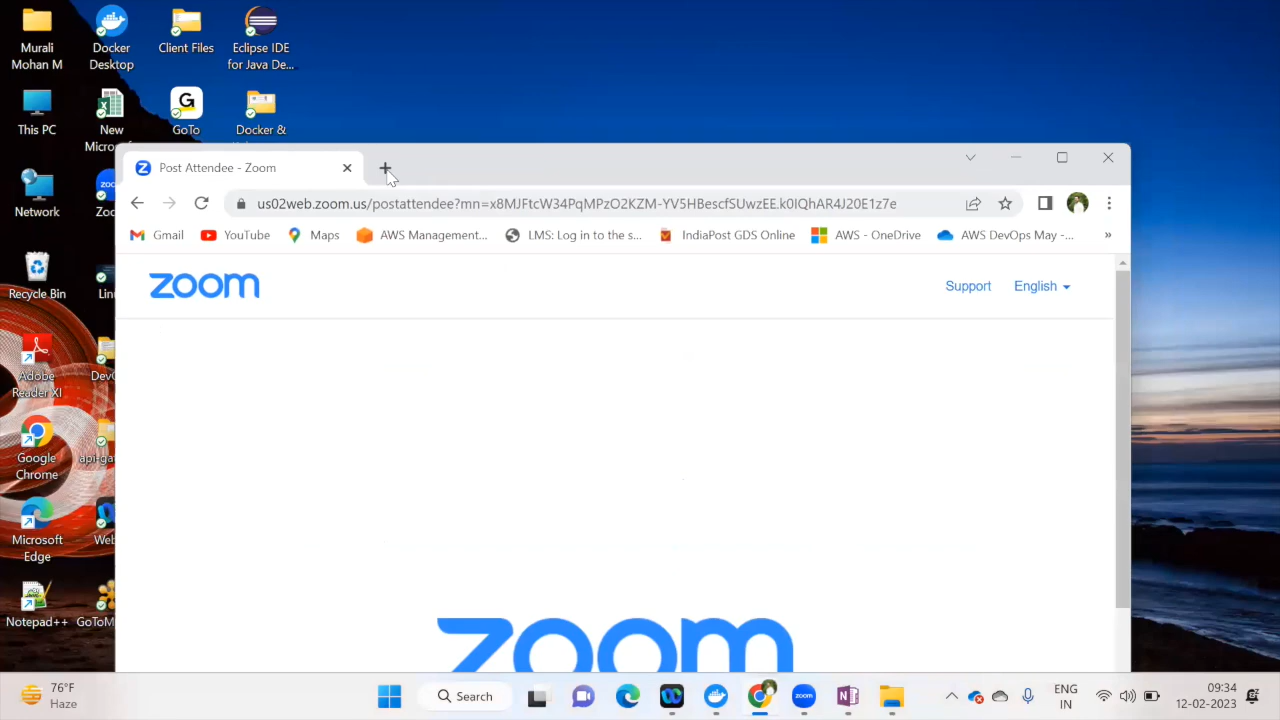 Murali
Mohan M
Docker
Desktop
Client Files
Eclipse IDE
for Java De...
This PC
New
GoTo
Docker &
Network
Recycle Bin
Adobe
Reader XI
Google
Chrome
Microsoft
Edge
Notepad++
Post Attendee - Zoom
us02web.zoom.us/postattendee?mn=x8MJFtcW34PqMPzO2KZM-YV5HBescfSUwzEE.k0IQhAR4J20E1z7e
Gmail
YouTube
Maps
AWS Management...
LMS: Log in to the s...
IndiaPost GDS Online
AWS - OneDrive
AWS DevOps May -...
zoom
Support
English
zoom
76°F
Haze
Search
zoom
ENG
IN
09:34
12-02-2023